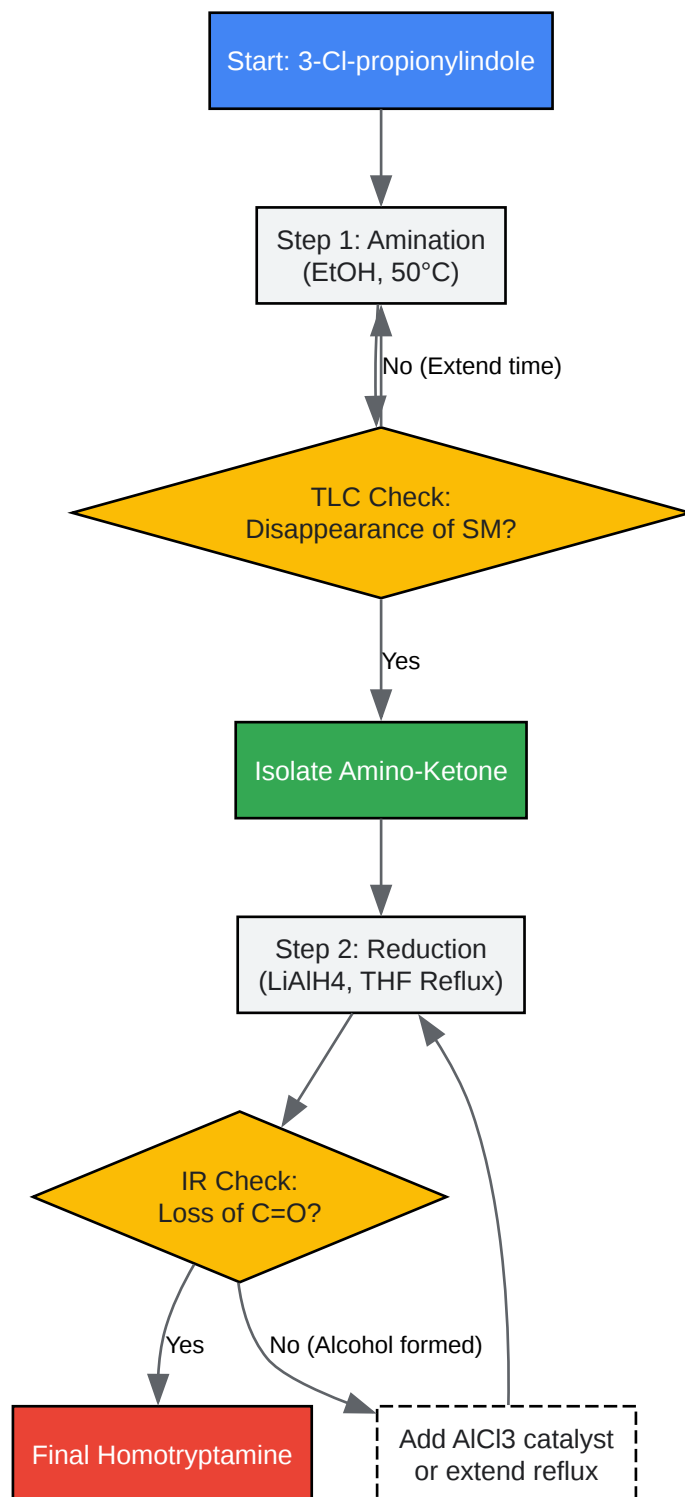 Start: 3-Cl-propionylindole
Step 1: Amination
(EtOH, 50°C)
No (Extend time)
TLC Check:
Disappearance of SM?
Yes
Isolate Amino-Ketone
Step 2: Reduction
(LiAlH4, THF Reflux)
IR Check:
Loss of C=O?
Yes
No (Alcohol formed)
Final Homotryptamine
Add AlCl3 catalyst
or extend reflux